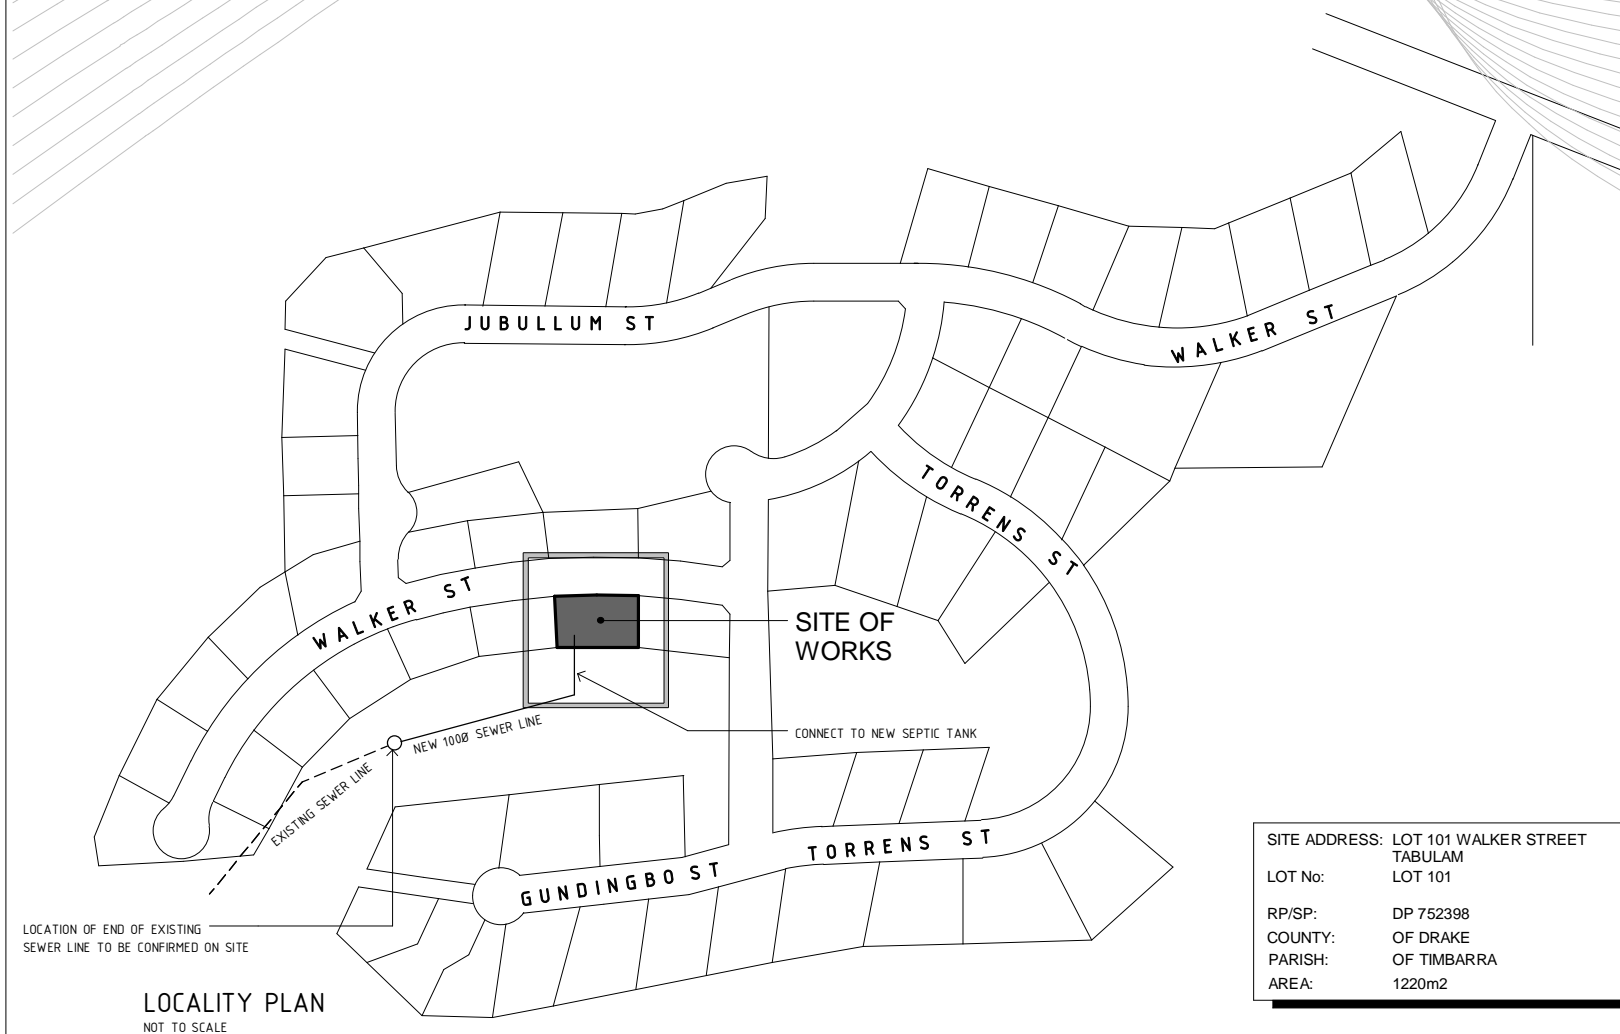 JUBULLUM ST
WALKER ST
TORRENS ST
WALKER ST
SITE OF
WORKS
CONNECT TO NEW SEPTIC TANK
NEW 100Ø SEWER LINE
EXISTING SEWER LINE
TORRENS ST
GUNDINGBO ST
LOCATION OF END OF EXISTING
SEWER LINE TO BE CONFIRMED ON SITE
LOCALITY PLAN
NOT TO SCALE
SITE ADDRESS: LOT 101 WALKER STREET
TABULAM
LOT No: LOT 101
RP/SP: DP 752398
COUNTY: OF DRAKE
PARISH: OF TIMBARRA
AREA: 1220m2